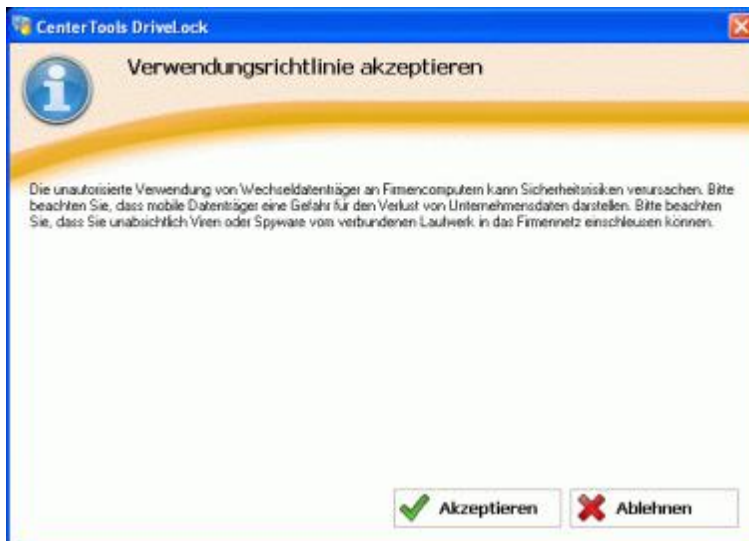 CenterTools DriveLock
Verwendungsrichtlinie akzeptieren
Die unautorisierte Verwendung von Wechseldatenträger an Firmencomputern kann Sicherheitsrisiken verursachen. Bitte
beachten Sie, dass mobile Datenträger eine Gefahr für den Verlust von Unternehmensdaten darstellen. Bitte beachten
Sie, dass Sie unabsichtlich Viren oder Spyware vom verbundenen Laufwerk in das Firmennetz einschleusen können.
Akzeptieren
Ablehnen